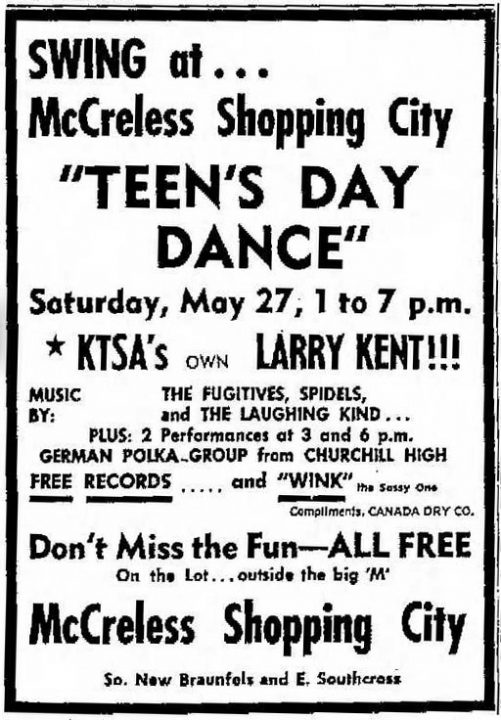 SWING at...
McCreless Shopping City
"TEEN'S DAY
DANCE"
Saturday, May 27, 1 to 7 p.m.
* KTSA's OWN LARRY KENT!!!
MUSIC BY: THE FUGITIVES, SPIDELS,
and THE LAUGHING KIND...
PLUS: 2 Performances at 3 and 6 p.m.
GERMAN POLKA-GROUP from CHURCHILL HIGH
FREE RECORDS ..... and "WINK" the Sassy One
Compliments, CANADA DRY CO.
Don't Miss the Fun—ALL FREE
On the Lot...outside the big 'M'
McCreless Shopping City
So. New Braunfels and E. Southcross